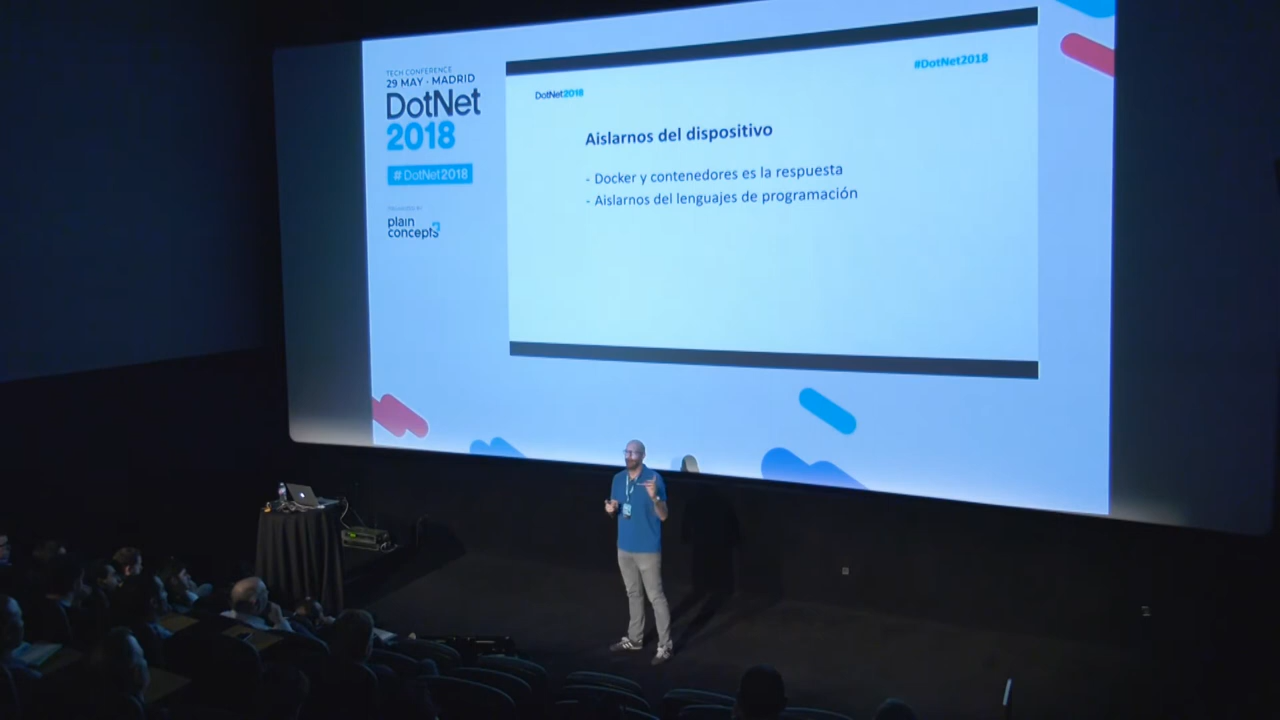 TECH CONFERENCE
29 MAY - MADRID
DotNet
2018
#DotNet2018
plain
concepts
DotNet2018
#DotNet2018
Aislarnos del dispositivo
- Docker y contenedores es la respuesta
- Aislarnos del lenguajes de programación